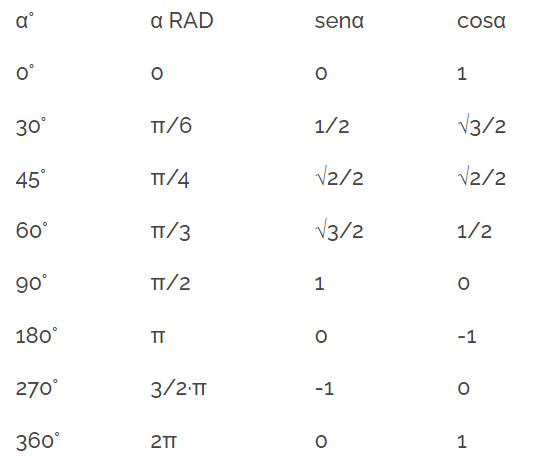 α° α RAD senα cosα
0° 0 0 1
30° π/6 1/2 √3/2
45° π/4 √2/2 √2/2
60° π/3 √3/2 1/2
90° π/2 1 0
180° π 0 -1
270° 3/2·π -1 0
360° 2π 0 1